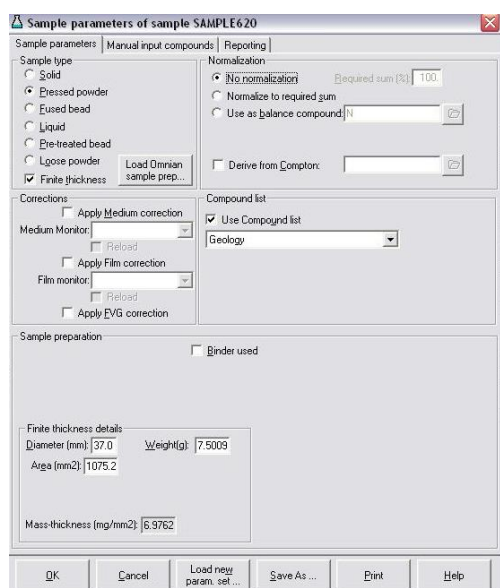 Sample parameters of sample SAMPLE620
Sample parameters Manual input compounds Reporting
Sample type
Solid
Pressed powder
Fused bead
Liquid
Pre-treated bead
Loose powder
Finite thickness
Load Omnian
sample prep...
Normalization
No normalization Required sum (%): 100.
Normalize to required sum
Use as balance compound: N
Derive from Compton:
Corrections
Apply Medium correction
Medium Monitor:
Reload
Apply Film correction
Film monitor:
Reload
Apply FVG correction
Compound list
Use Compound list
Geology
Sample preparation
Binder used
Finite thickness details
Diameter (mm): 37.0 Weight(g): 7.5009
Area (mm2): 1075.2
Mass-thickness (mg/mm2): 6.9762
OK
Cancel
Load new
param. set ...
Save As ...
Print
Help